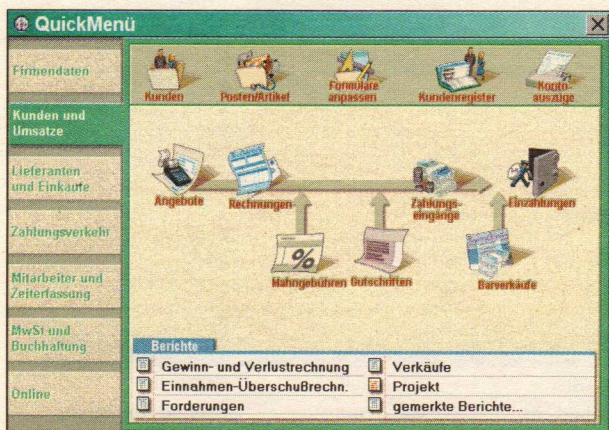 QuickMenü
Firmendaten
Kunden und
Umsätze
Lieferanten
und Einkäufe
Zahlungsverkehr
Mitarbeiter und
Zeiterfassung
MwSt und
Buchhaltung
Online
Kunden
Posten/Artikel
Formulare
anpassen
Kundenregister
Konto-
auszüge
Angebote
Rechnungen
Zahlungs-
eingänge
Einzahlungen
Mahngebühren
Gutschriften
Barverkäufe
Berichte
Gewinn- und Verlustrechnung
Verkäufe
Einnahmen-Überschußrechn.
Projekt
Forderungen
gemerkte Berichte...